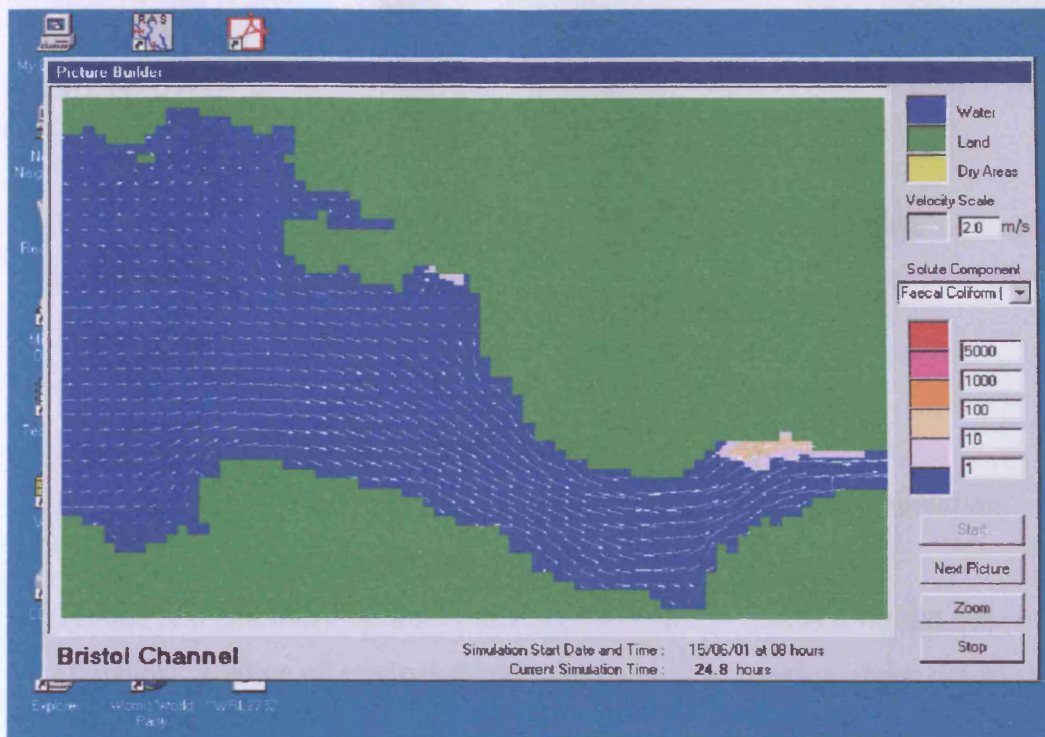 RAS
Picture Builder
Water
Land
Dry Areas
Velocity Scale
2.0 m/s
Solute Component
Faecal Coliform (
5000
1000
100
10
1
Start
Next Picture
Zoom
Stop
Bristol Channel
Simulation Start Date and Time : 15/06/01 at 08 hours
Current Simulation Time : 24.8 hours
Explorer